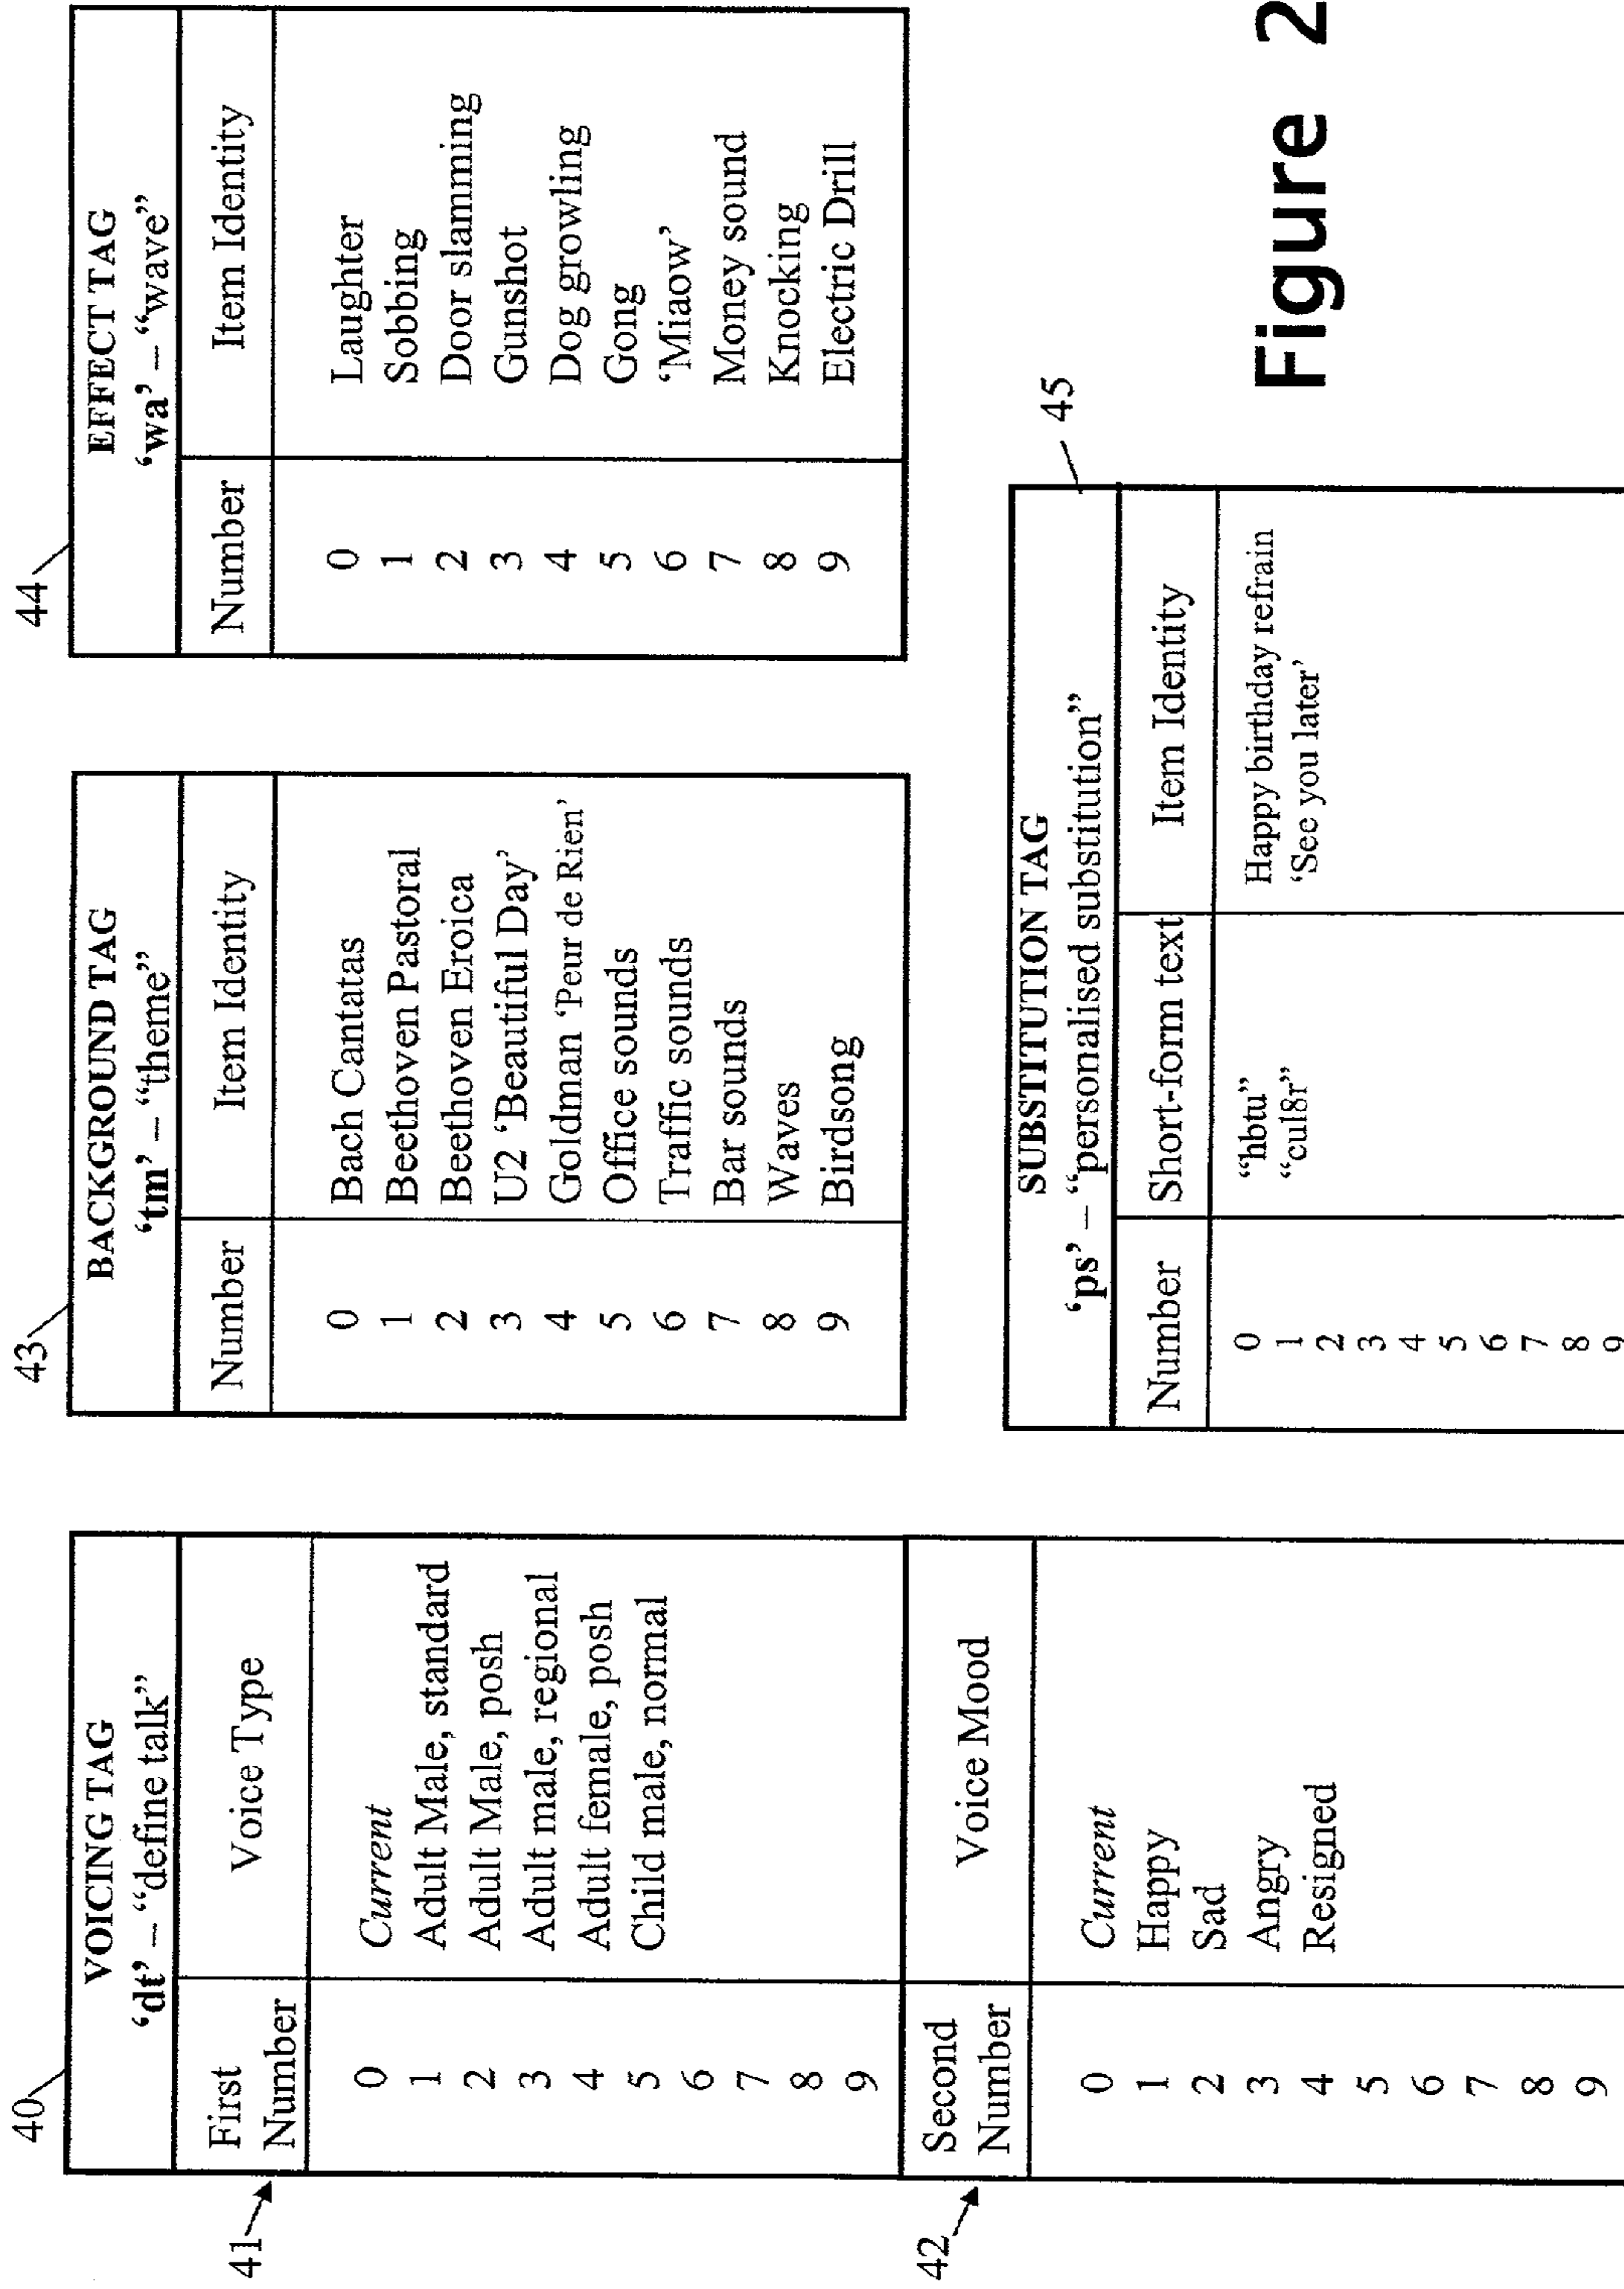 40
VOICING TAG
‘dt’ – “define talk”
41
First Number Voice Type
0 Current
1 Adult Male, standard
2 Adult Male, posh
3 Adult male, regional
4 Adult female, posh
5 Child male, normal
6
7
8
9
42
Second Number Voice Mood
0 Current
1 Happy
2 Sad
3 Angry
4 Resigned
5
6
7
8
9
43
BACKGROUND TAG
‘tm’ – “theme”
Number Item Identity
0 Bach Cantatas
1 Beethoven Pastoral
2 Beethoven Eroica
3 U2 ‘Beautiful Day’
4 Goldman ‘Peur de Rien’
5 Office sounds
6 Traffic sounds
7 Bar sounds
8 Waves
9 Birdsong
44
EFFECT TAG
‘wa’ – “wave”
Number Item Identity
0 Laughter
1 Sobbing
2 Door slamming
3 Gunshot
4 Dog growling
5 Gong
6 ‘Miaow’
7 Money sound
8 Knocking
9 Electric Drill
45
SUBSTITUTION TAG
‘ps’ – “personalised substitution”
Number Short-form text Item Identity
0 “hbtu” Happy birthday refrain
1 “cul8r” ‘See you later’
2
3
4
5
6
7
8
9
Figure 2